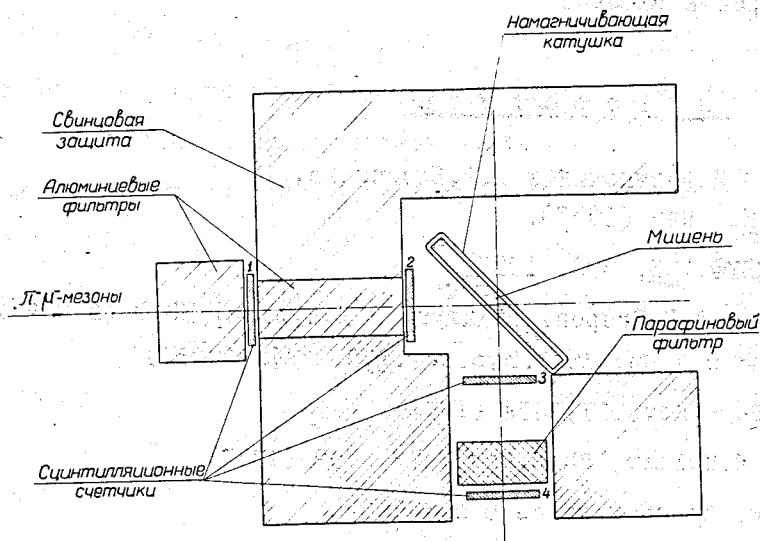 Намагничивающая
катушка
Свинцовая
защита
Алюминиевые
фильтры
Мишень
1
2
π-μ-мезоны
Парафиновый
фильтр
3
Сцинтилляционные
счетчики
4